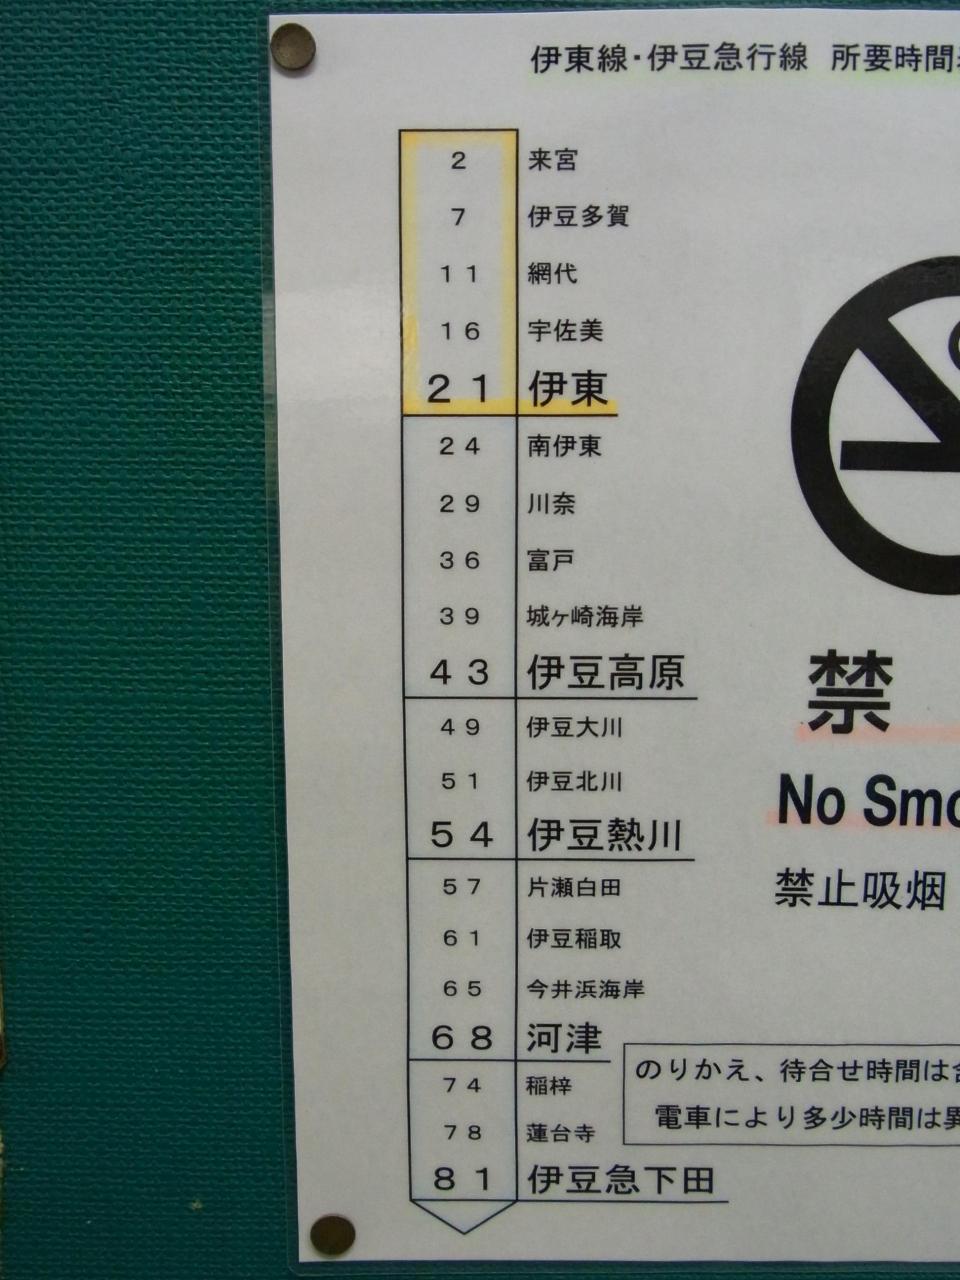 伊東線・伊豆急行線 所要時間
2 来宮
7 伊豆多賀
11 網代
16 宇佐美
21 伊東
24 南伊東
29 川奈
36 富戸
39 城ヶ崎海岸
43 伊豆高原
49 伊豆大川
51 伊豆北川
54 伊豆熱川
57 片瀬白田
61 伊豆稲取
65 今井浜海岸
68 河津
74 稲梓
78 蓮台寺
81 伊豆急下田
禁
No Smo
禁止吸烟
のりかえ、待合せ時間は含
電車により多少時間は異